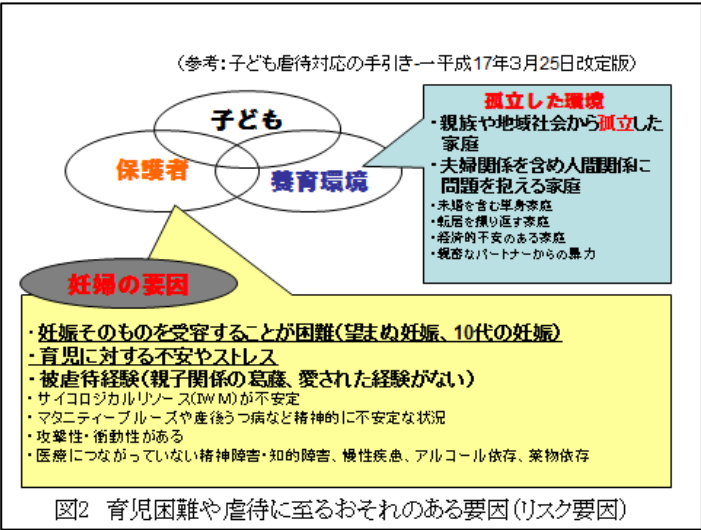 (参考:子ども虐待対応の手引き-平成17年3月25日改定版)
子ども
保護者
養育環境
孤立した環境
・親族や地域社会から孤立した
家庭
・夫婦関係を含め人間関係に
問題を抱える家庭
・未婚を含む単身家庭
・転居を繰り返す家庭
・経済的不安のある家庭
・親密なパートナーからの暴力
妊婦の要因
・妊娠そのものを受容することが困難(望まぬ妊娠、10代の妊娠)
・育児に対する不安やストレス
・被虐待経験(親子関係の葛藤、愛された経験がない)
・サイコロジカルリソース(IWM)が不安定
・マタニティーブルーズや産後うつ病など精神的に不安定な状況
・攻撃性・衝動性がある
・医療につながっていない精神障害・知的障害、慢性疾患、アルコール依存、薬物依存
図2 育児困難や虐待に至るおそれのある要因(リスク要因)